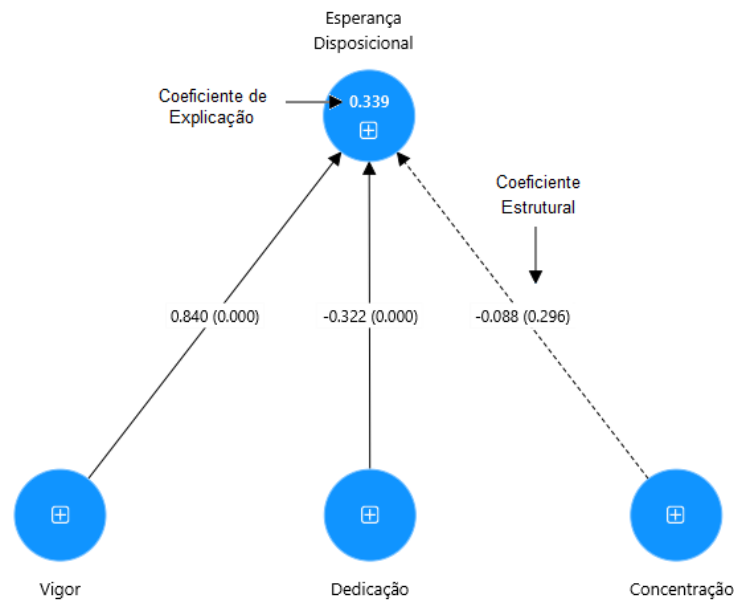 Esperança
Disposicional
Coeficiente de
Explicação
0.339
Coeficiente
Estrutural
0.840 (0.000)
-0.322 (0.000)
-0.088 (0.296)
Vigor
Dedicação
Concentração